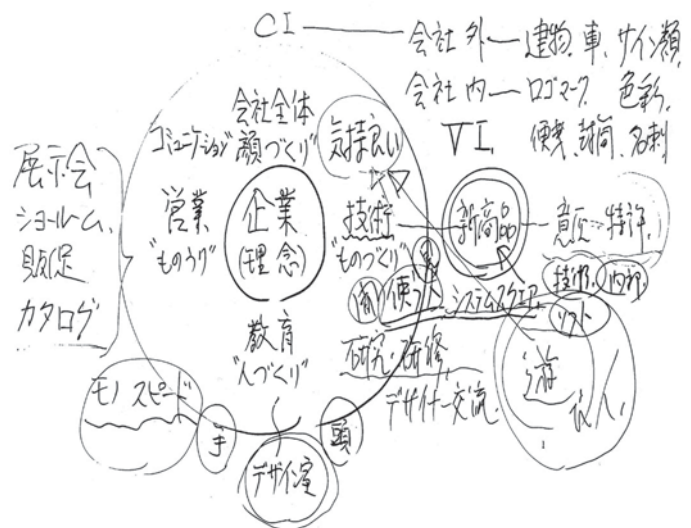 CI
会社外 ― 建物、車、サイン類
会社内 ― ロゴマーク 色彩
VI. 便箋、封筒、名刺
会社全体
コミュニケーション 顔づくり 気持良い
展示会
ショールーム、
販促
カタログ
営業
"ものうり"
企業
(理念)
技術
"ものづくり"
新商品 ― 意匠 特許
教育
"人づくり"
使う システムスクエア 技術 内部
ソフト
研究・研修
デザイナー交流
遊
友人
モノ スピード
手
頭
デザイン室